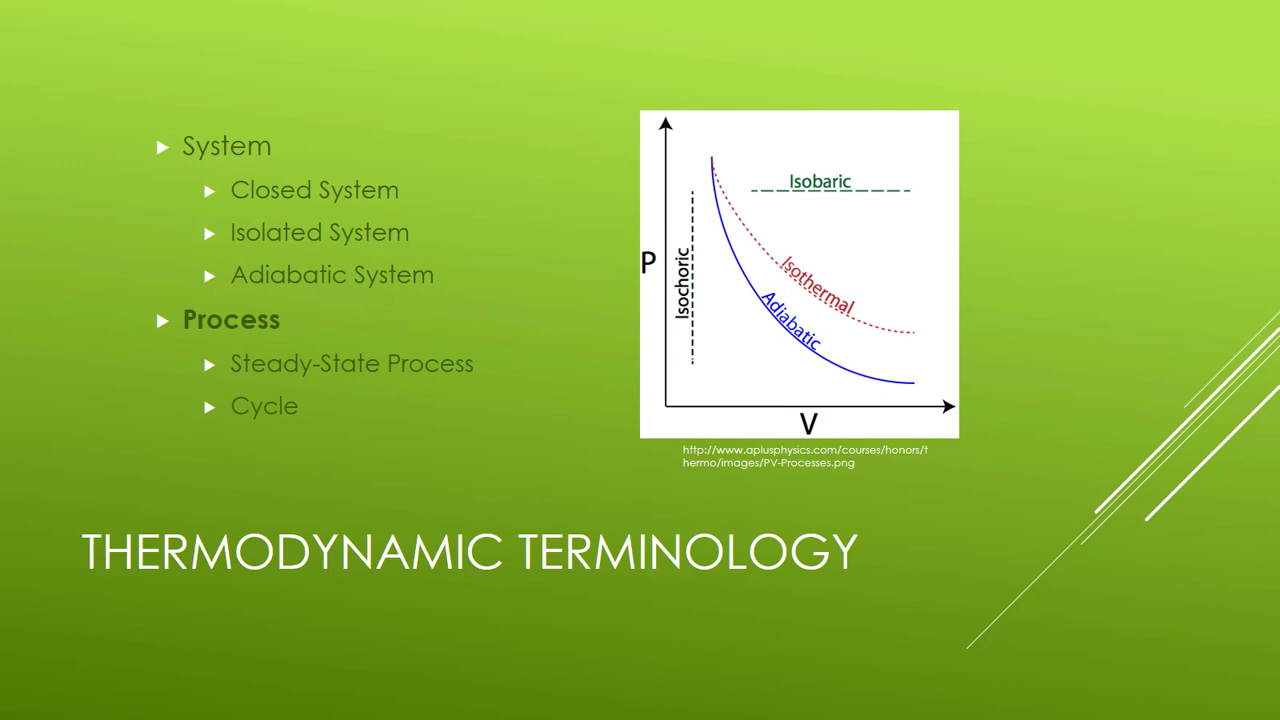 System
Closed System
Isolated System
Adiabatic System
Process
Steady-State Process
Cycle
P
Isochoric
Isobaric
Isothermal
Adiabatic
V
http://www.aplusphysics.com/courses/honors/t
hermo/images/PV-Processes.png
THERMODYNAMIC TERMINOLOGY